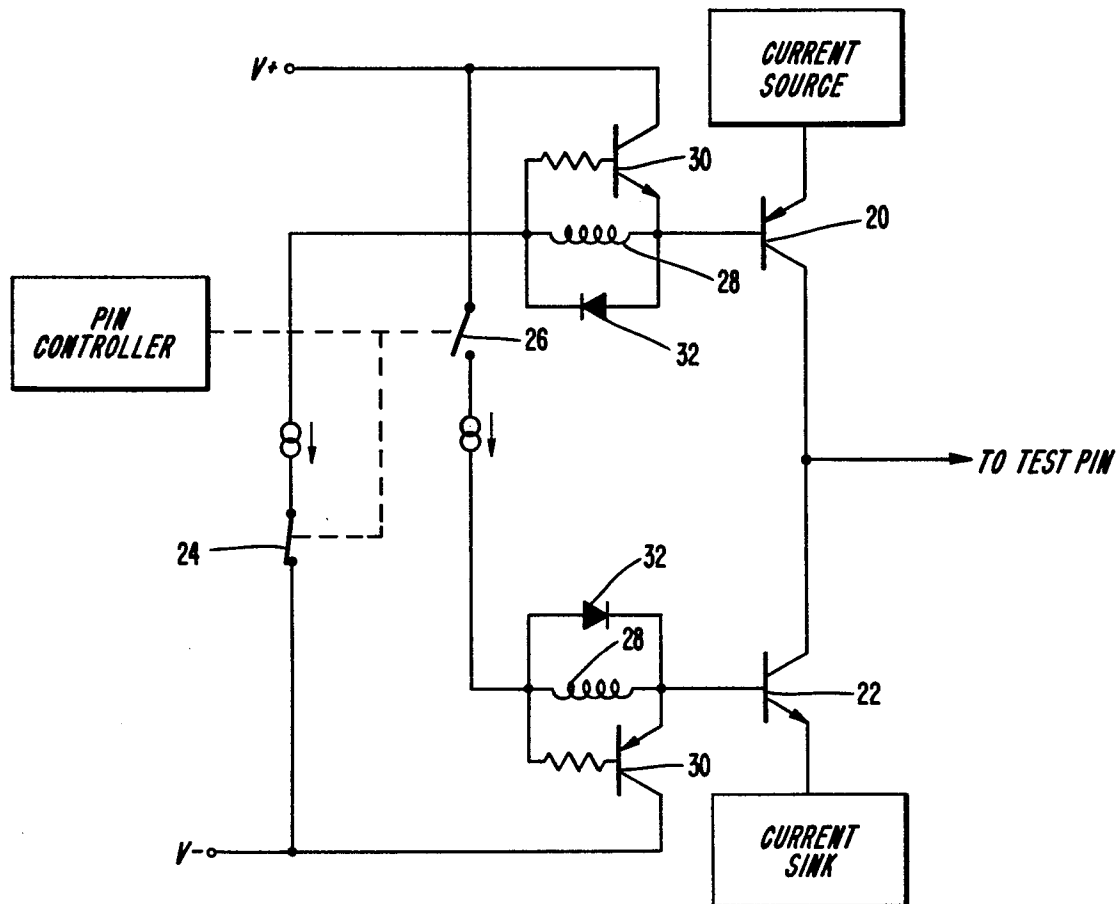 CURRENT
SOURCE
V+
30
20
28
PIN
CONTROLLER
26
32
TO TEST PIN
24
32
28
22
30
V-
CURRENT
SINK